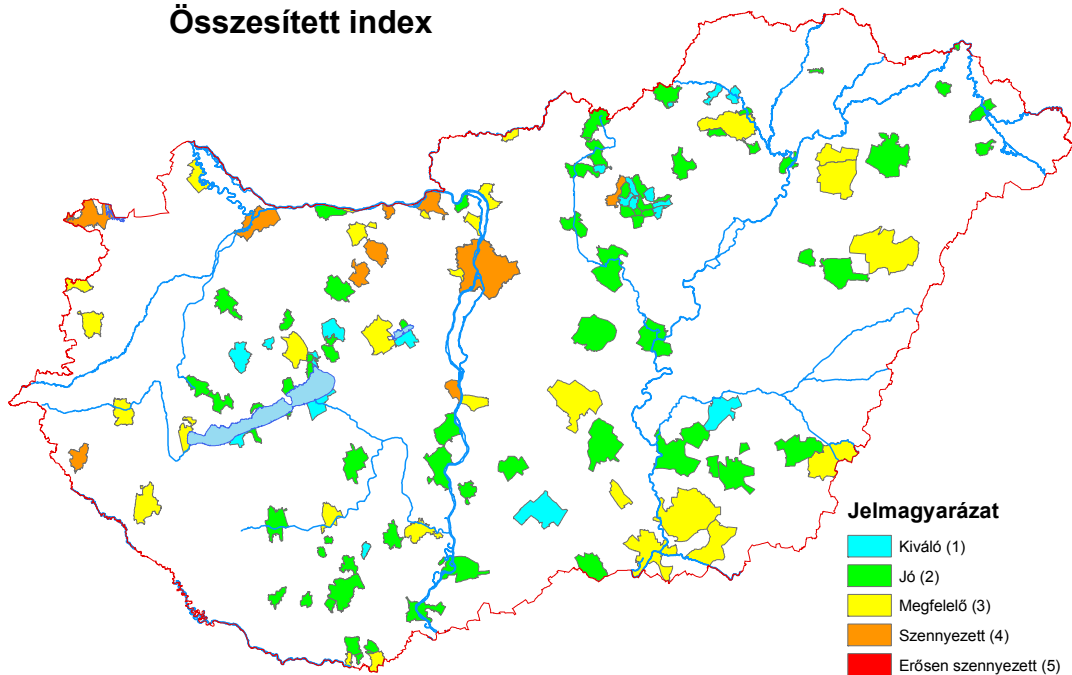 Összesített index
Jelmagyarázat
Kiváló (1)
Jó (2)
Megfelelő (3)
Szennyezett (4)
Erősen szennyezett (5)